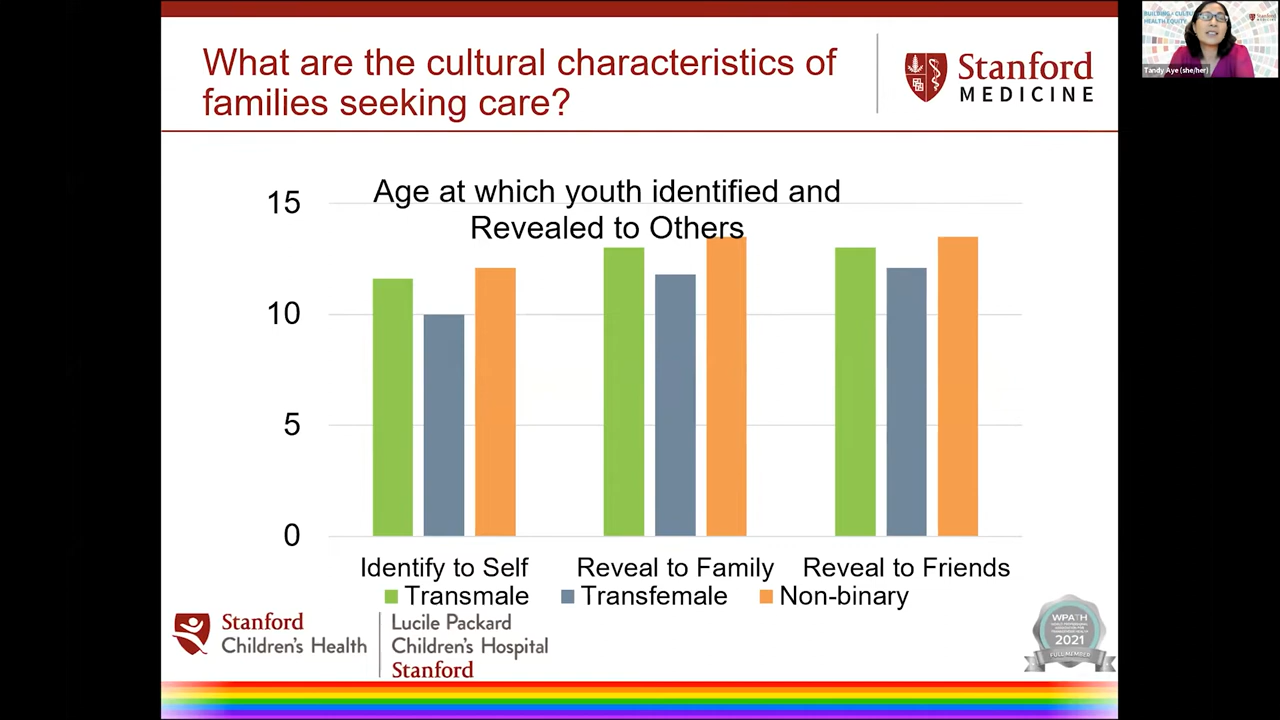 What are the cultural characteristics of
families seeking care?
Stanford
MEDICINE
Tandy Aye (she/her)
Age at which youth identified and
Revealed to Others
15
10
5
0
Identify to Self
Reveal to Family
Reveal to Friends
Transmale
Transfemale
Non-binary
Stanford
Children's Health
Lucile Packard
Children's Hospital
Stanford
WPATH
2021
FULL MEMBER